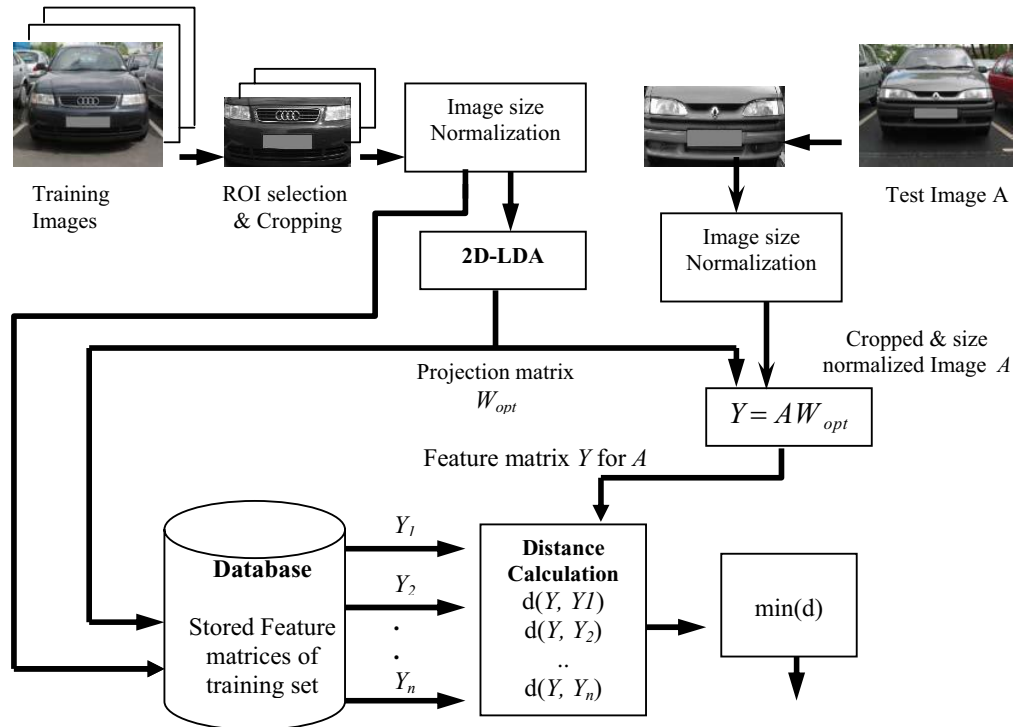 Training
Images
ROI selection
& Cropping
Image size
Normalization
Test Image A
2D-LDA
Image size
Normalization
Cropped & size
normalized Image A
Projection matrix
W_opt
Y = AW_opt
Feature matrix Y for A
Database
Stored Feature
matrices of
training set
Y_1
Y_2
.
.
Y_n
Distance
Calculation
d(Y, Y1)
d(Y, Y_2)
..
d(Y, Y_n)
min(d)